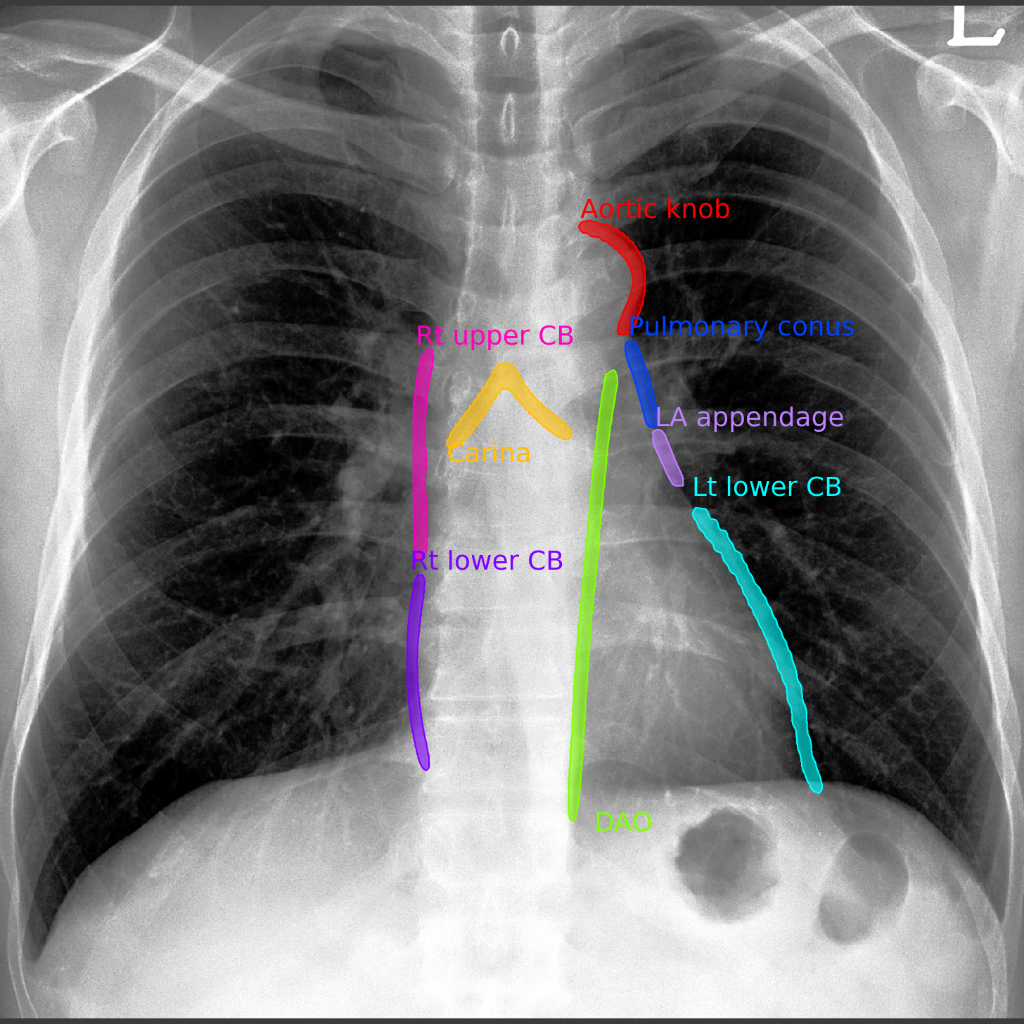 L
Aortic knob
Pulmonary conus
Rt upper CB
LA appendage
Carina
Lt lower CB
Rt lower CB
DAO